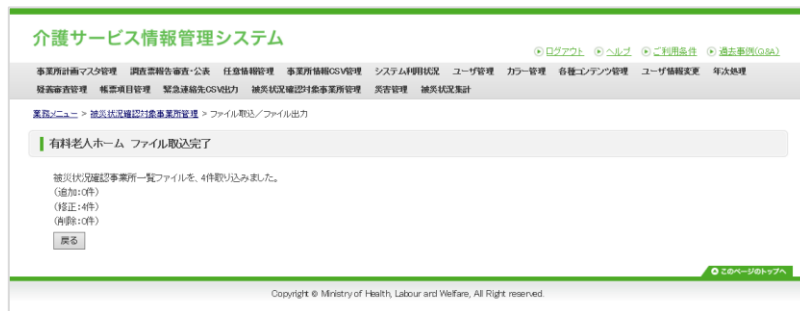 介護サービス情報管理システム
ログアウト ヘルプ ご利用条件 過去事例(Q&A)
事業所計画マスタ管理 調査票報告審査・公表 任意情報管理 事業所情報CSV管理 システム利用状況 ユーザ管理 カラー管理 各種コンテンツ管理 ユーザ情報変更 年次処理
疑義審査管理 帳票項目管理 緊急連絡先CSV出力 被災状況確認対象事業所管理 災害管理 被災状況集計
業務メニュー > 被災状況確認対象事業所管理 > ファイル取込/ファイル出力
有料老人ホーム ファイル取込完了
被災状況確認事業所一覧ファイルを、4件取り込みました。
(追加:0件)
(修正:4件)
(削除:0件)
戻る
このページのトップへ
Copyright © Ministry of Health, Labour and Welfare, All Right reserved.